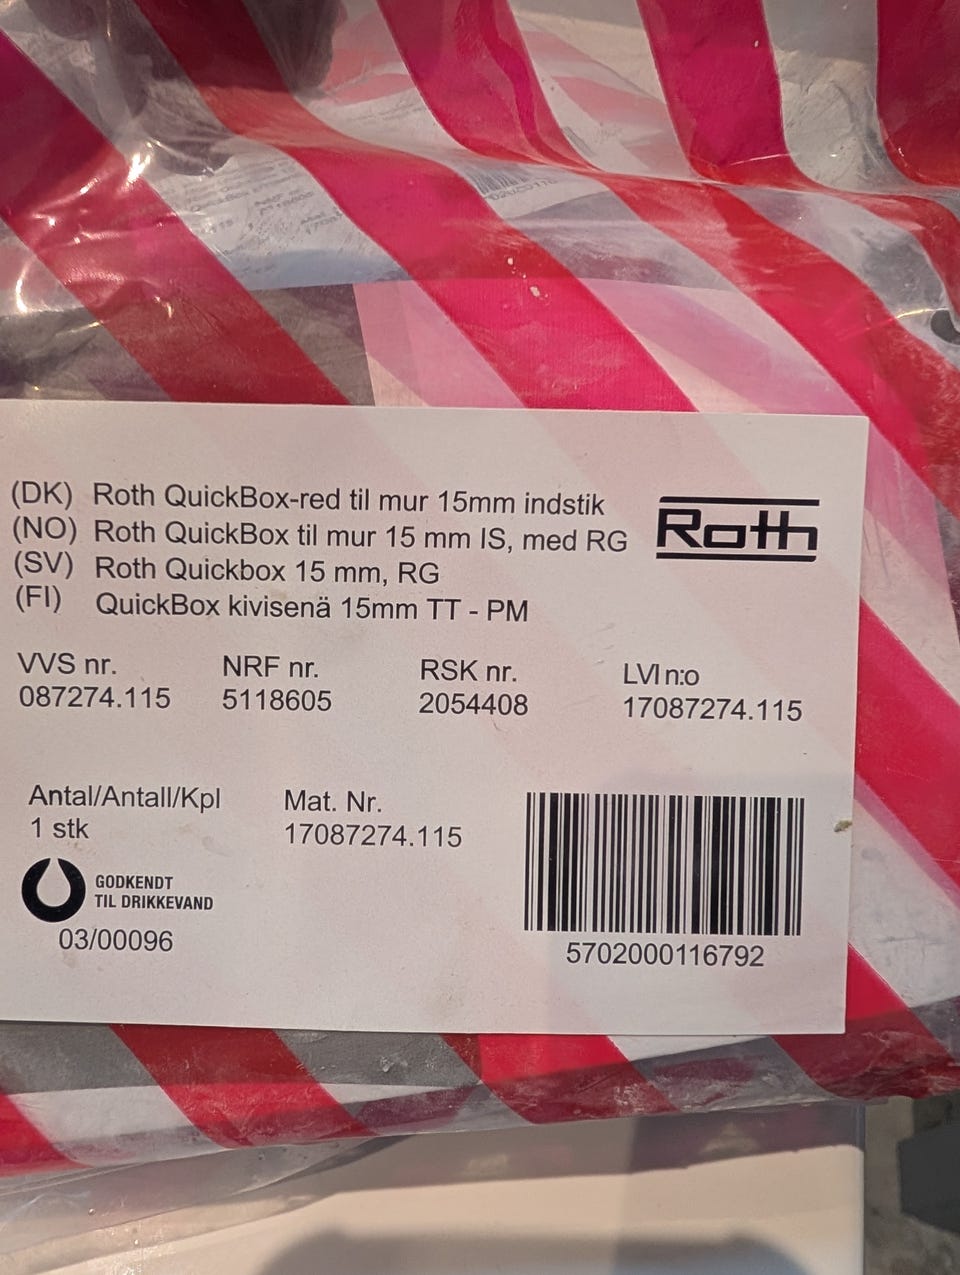 (DK) Roth QuickBox-red til mur 15mm indstik
(NO) Roth QuickBox til mur 15 mm IS, med RG
(SV) Roth Quickbox 15 mm, RG
(FI) QuickBox kivisenä 15mm TT - PM
Roth
VVS nr. NRF nr. RSK nr. LVI n:o
087274.115 5118605 2054408 17087274.115
Antal/Antall/Kpl Mat. Nr.
1 stk 17087274.115
GODKENDT
TIL DRIKKEVAND
03/00096
5702000116792